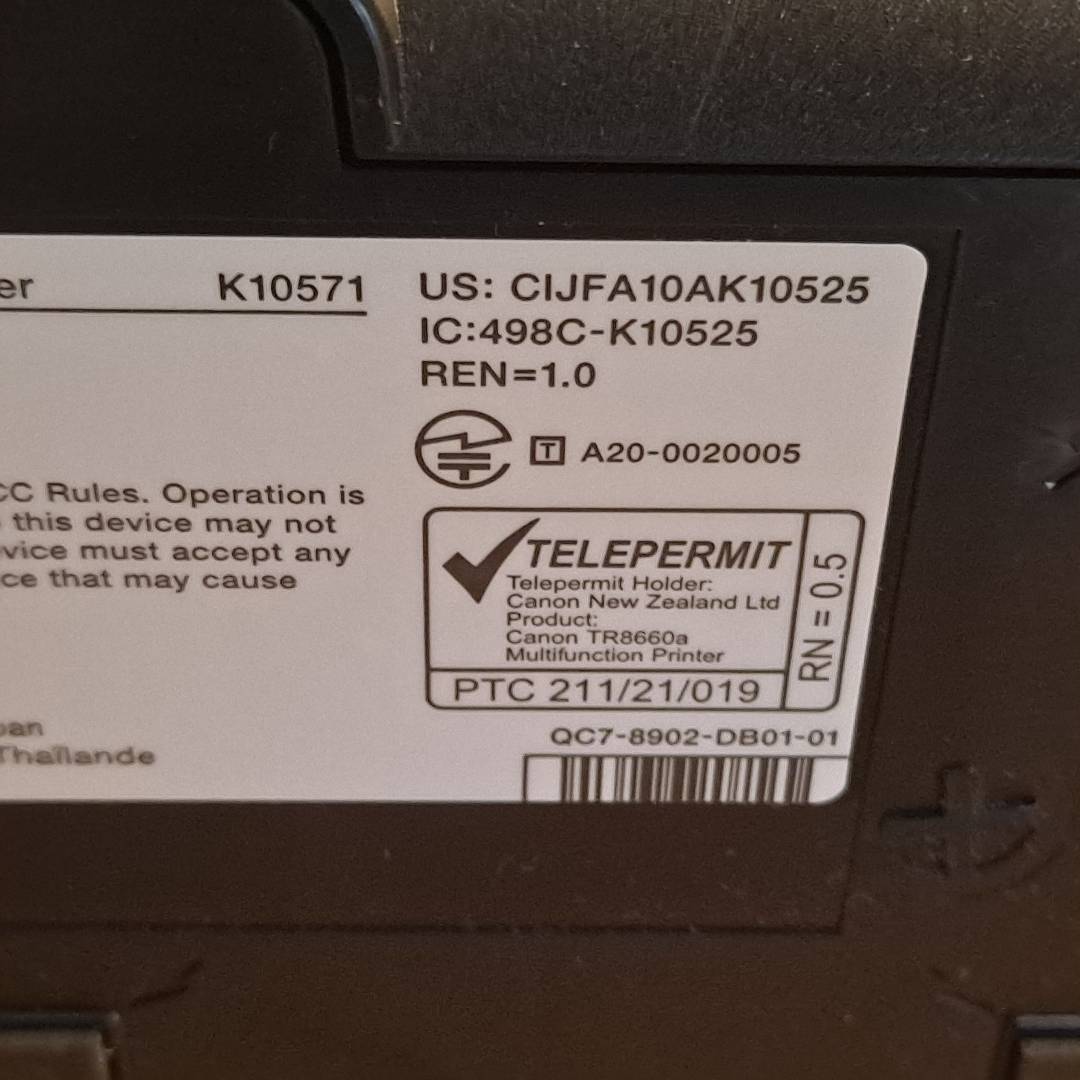 er K10571
US: CIJFA10AK10525
IC:498C-K10525
REN=1.0
T A20-0020005
CC Rules. Operation is
this device may not
vice must accept any
ce that may cause
TELEPERMIT
Telepermit Holder:
Canon New Zealand Ltd
Product:
Canon TR8660a
Multifunction Printer
RN = 0.5
PTC 211/21/019
pan
Thaïlande
QC7-8902-DB01-01